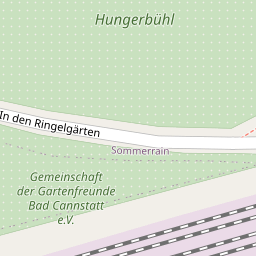 Hungerbühl
In den Ringelgärten
Sommerrain
Gemeinschaft
der Gartenfreunde
Bad Cannstatt
e.V.